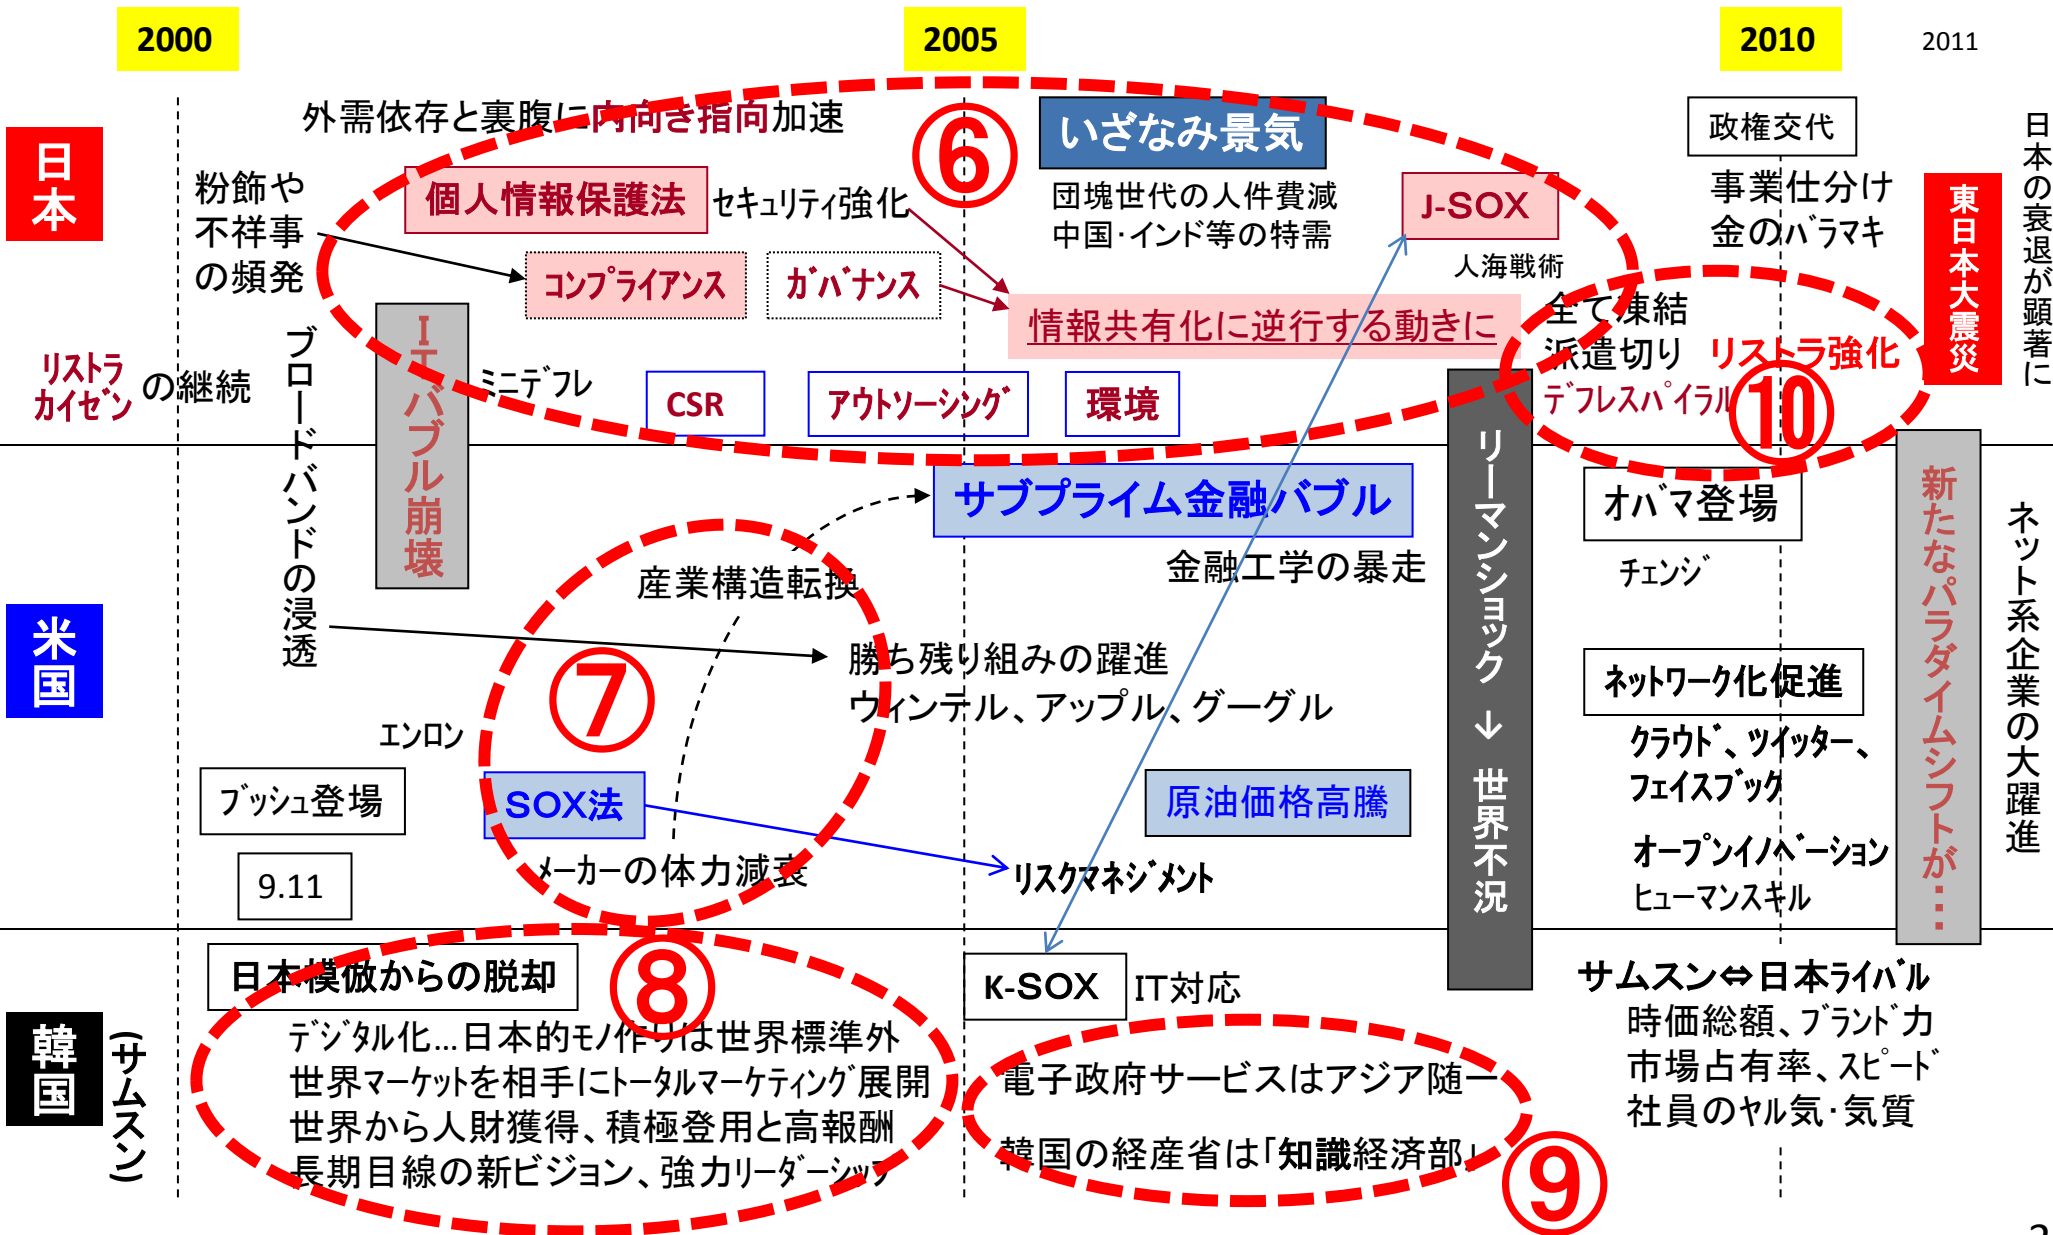 2000
2005
2010
2011
日本
外需依存と裏腹に内向き指向加速
⑥
いざなみ景気
政権交代
日本の衰退が顕著に
粉飾や
不祥事
の頻発
個人情報保護法
セキュリティ強化
団塊世代の人件費減
中国・インド等の特需
J-SOX
人海戦術
事業仕分け
金のバラマキ
東日本大震災
コンプライアンス
ガバナンス
情報共有化に逆行する動きに
全て凍結
派遣切り
リストラ強化
デフレスパイラル
⑩
リストラ
カイゼン
の継続
ブロードバンドの浸透
ITバブル崩壊
ミニデフレ
CSR
アウトソーシング
環境
米国
サブプライム金融バブル
金融工学の暴走
リーマンショック → 世界不況
オバマ登場
チェンジ
新たなパラダイムシフトが・・・
ネット系企業の大躍進
産業構造転換
⑦
勝ち残り組みの躍進
ウィンテル、アップル、グーグル
ネットワーク化促進
クラウド、ツイッター、
フェイスブック
エンロン
ブッシュ登場
SOX法
原油価格高騰
オープンイノベーション
ヒューマンスキル
9.11
メーカーの体力減衰
リスクマネジメント
韓国
(サムスン)
日本模倣からの脱却
⑧
デジタル化…日本的モノ作りは世界標準外
世界マーケットを相手にトータルマーケティング展開
世界から人財獲得、積極登用と高報酬
長期目線の新ビジョン、強力リーダーシップ
K-SOX
IT対応
電子政府サービスはアジア随一
韓国の経産省は「知識経済部」
⑨
サムスン⇔日本ライバル
時価総額、ブランド力
市場占有率、スピード
社員のヤル気・気質